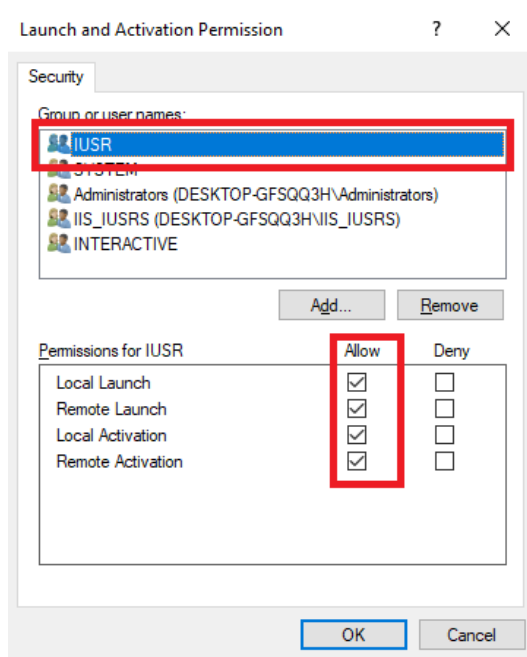 Launch and Activation Permission ? ×
Security
Group or user names:
IUSR
SYSTEM
Administrators (DESKTOP-GFSQQ3H\Administrators)
IIS_IUSRS (DESKTOP-GFSQQ3H\IIS_IUSRS)
INTERACTIVE
Add... Remove
Permissions for IUSR Allow Deny
Local Launch
Remote Launch
Local Activation
Remote Activation
OK Cancel